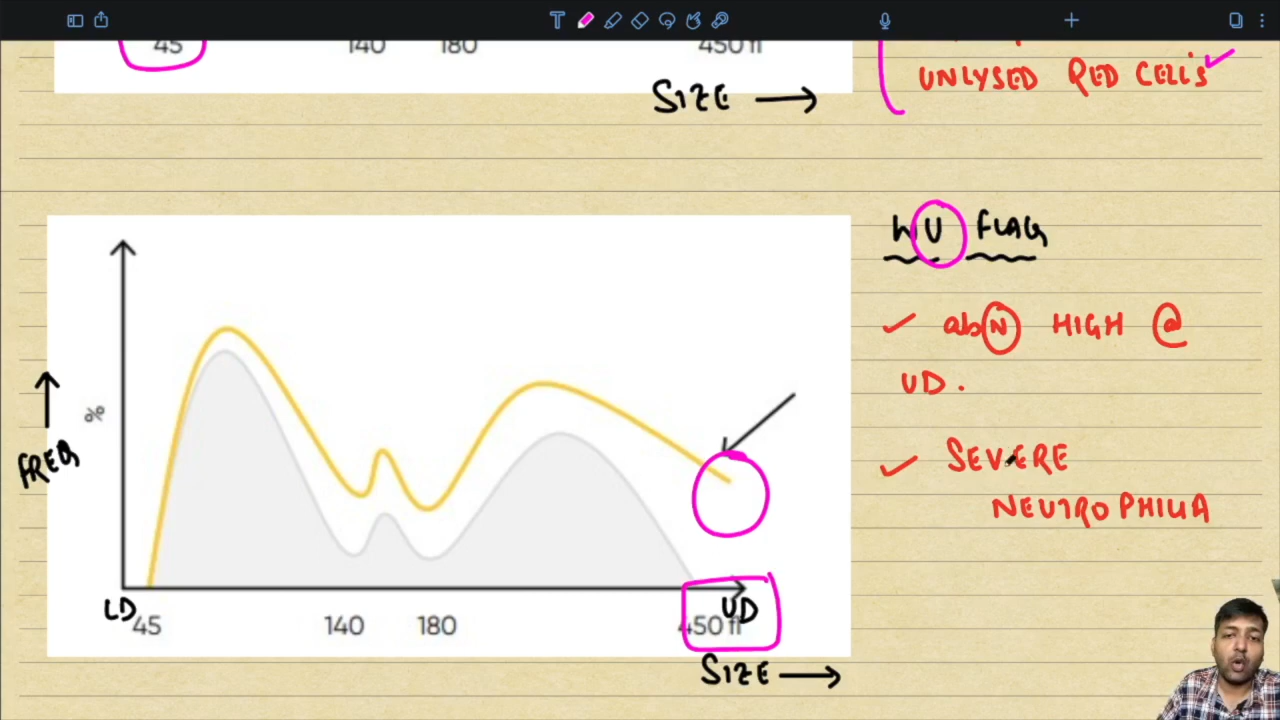 45 140 180 450 fl
UNLYSED RED CELLS
SIZE
WU FLAG
abN HIGH @
UD.
%
FREQ
SEVERE
NEUTROPHILIA
LD UD
45 140 180 450 fl
SIZE